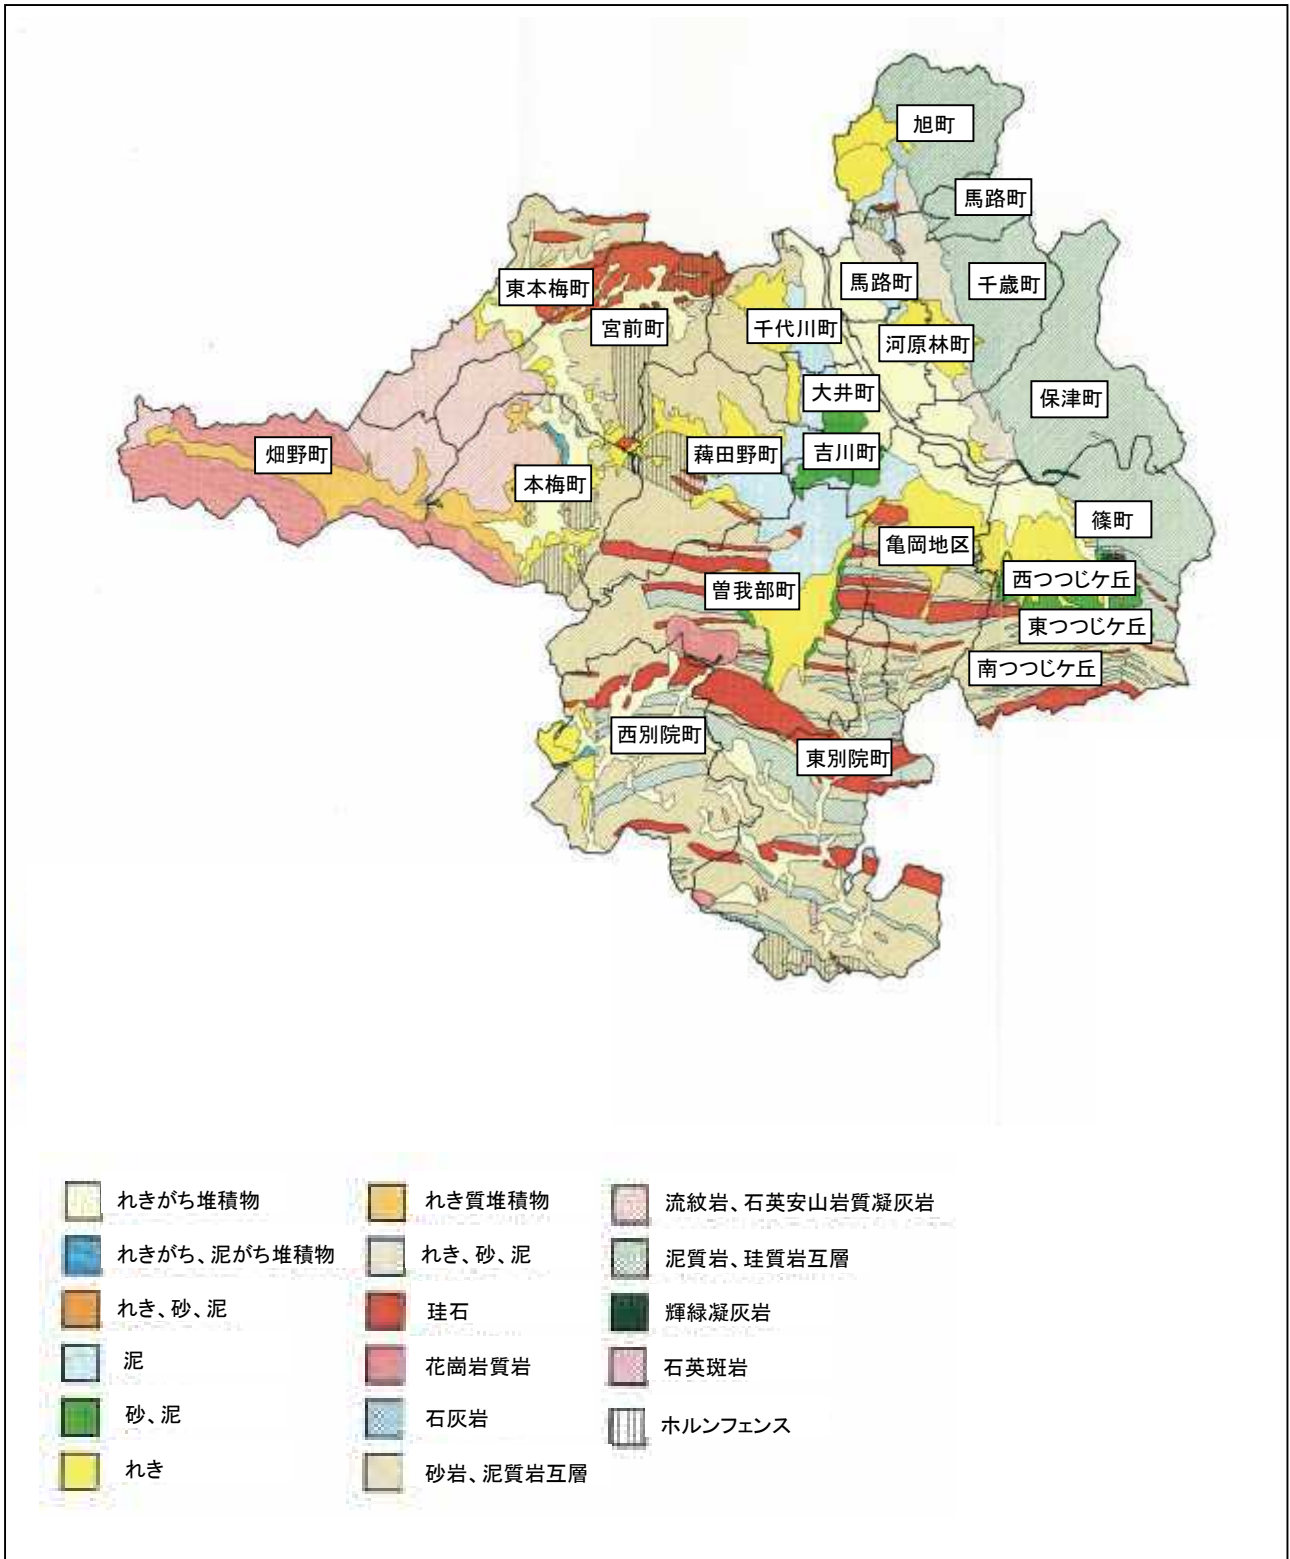 旭町
馬路町
東本梅町
馬路町
千歳町
宮前町
千代川町
河原林町
大井町
保津町
畑野町
薭田野町
吉川町
本梅町
篠町
亀岡地区
西つつじケ丘
曽我部町
東つつじケ丘
南つつじケ丘
西別院町
東別院町
れきがち堆積物
れきがち、泥がち堆積物
れき、砂、泥
泥
砂、泥
れき
れき質堆積物
れき、砂、泥
珪石
花崗岩質岩
石灰岩
砂岩、泥質岩互層
流紋岩、石英安山岩質凝灰岩
泥質岩、珪質岩互層
輝緑凝灰岩
石英斑岩
ホルンフェンス